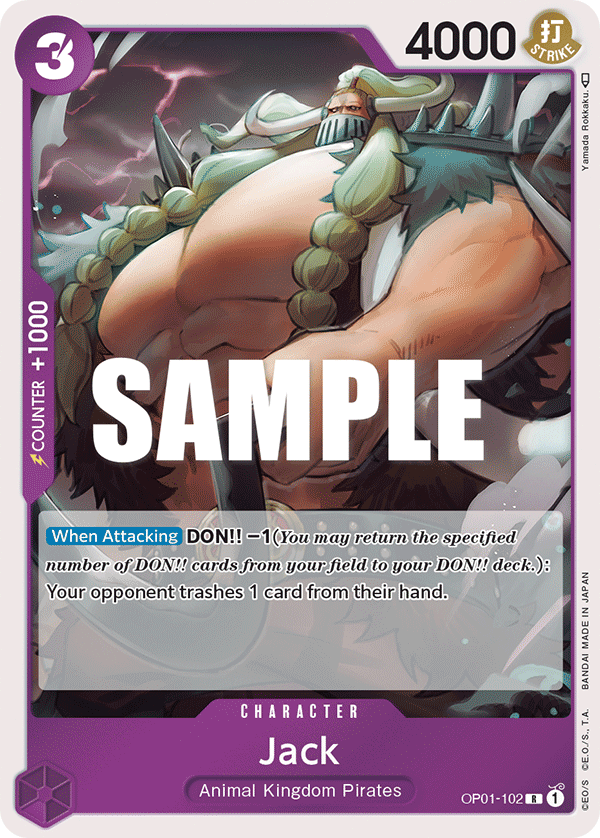 3
4000
打
STRIKE
Yamada Rokkaku.
COUNTER +1000
SAMPLE
When Attacking DON!! −1(You may return the specified
number of DON!! cards from your field to your DON!! deck.):
Your opponent trashes 1 card from their hand.
©EO/S ©E.O./S., T.A. BANDAI MADE IN JAPAN
CHARACTER
Jack
Animal Kingdom Pirates
OP01-102 R 1